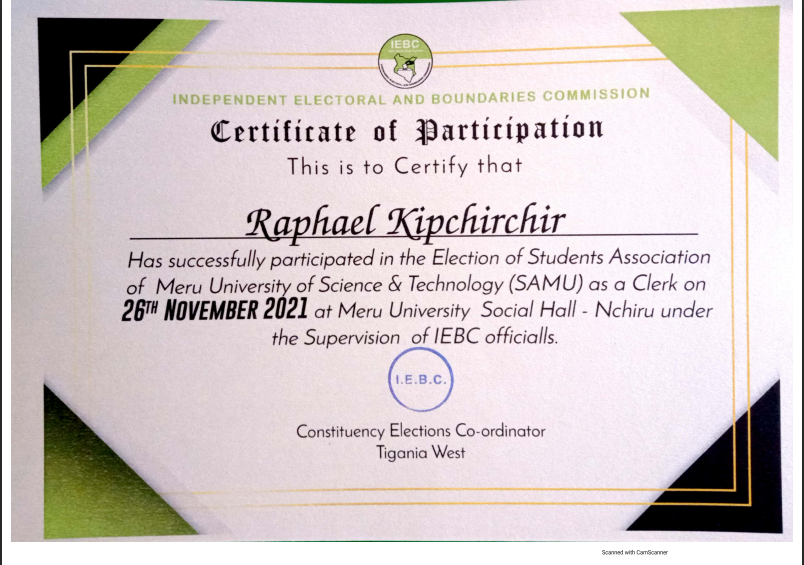 IEBC
INDEPENDENT ELECTORAL AND BOUNDARIES COMMISSION
Certificate of Participation
This is to Certify that
Raphael Kipchirchir
Has successfully participated in the Election of Students Association
of Meru University of Science & Technology (SAMU) as a Clerk on
26TH NOVEMBER 2021 at Meru University Social Hall - Nchiru under
the Supervision of IEBC officialls.
I.E.B.C.
Constituency Elections Co-ordinator
Tigania West
Scanned with CamScanner